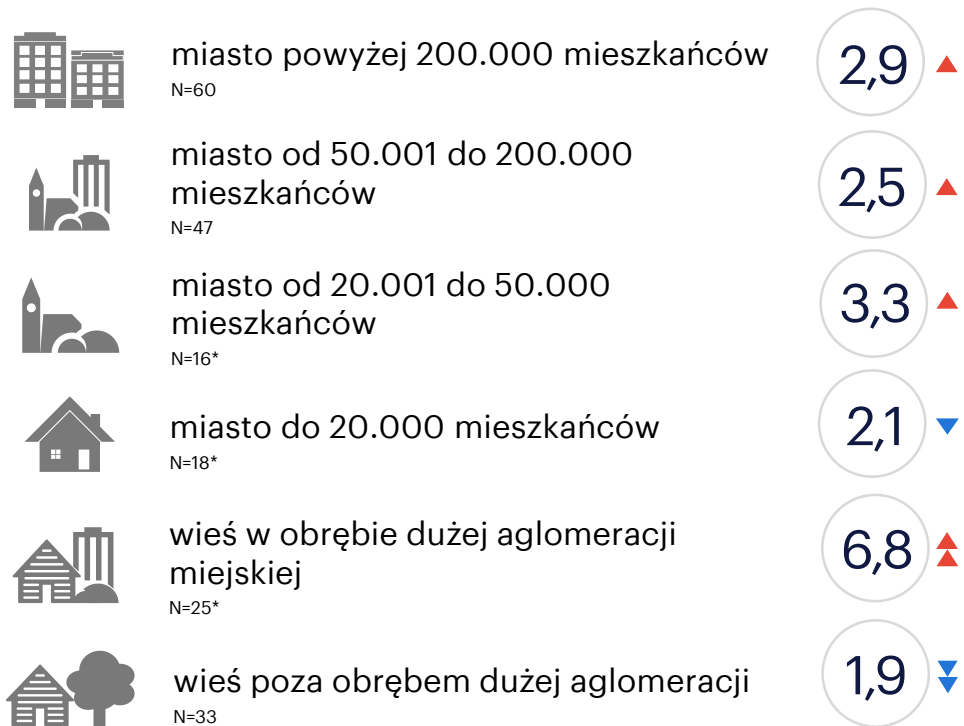 miasto powyżej 200.000 mieszkańców
N=60
2,9
miasto od 50.001 do 200.000
mieszkańców
N=47
2,5
miasto od 20.001 do 50.000
mieszkańców
N=16*
3,3
miasto do 20.000 mieszkańców
N=18*
2,1
wieś w obrębie dużej aglomeracji
miejskiej
N=25*
6,8
wieś poza obrębem dużej aglomeracji
N=33
1,9